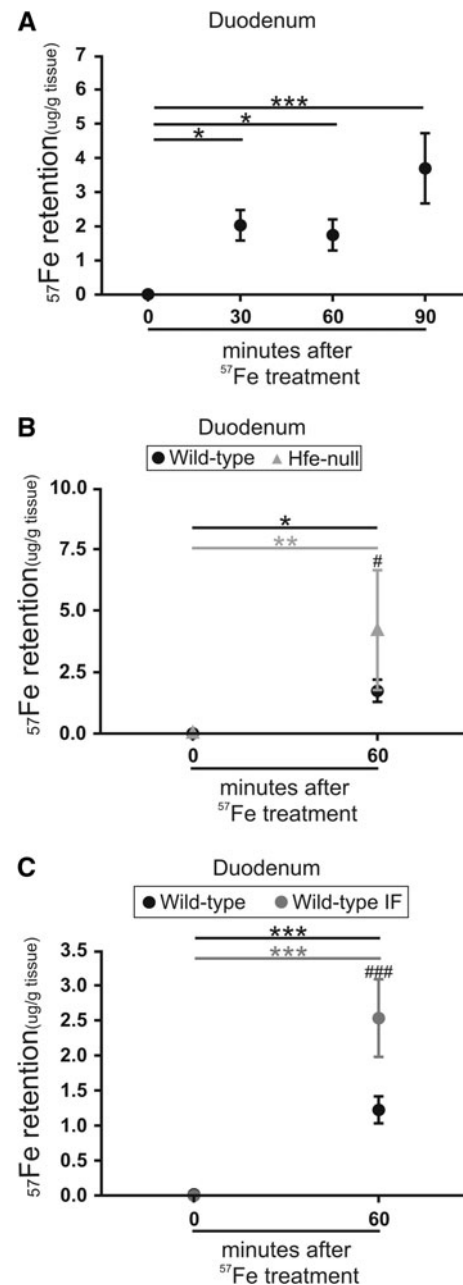 A
Duodenum
7
6
5
4
3
2
1
0
⁵⁷Fe retention(ug/g tissue)
***
*
*
0 30 60 90
minutes after
⁵⁷Fe treatment
B
Duodenum
Wild-type Hfe-null
10.0
7.5
5.0
2.5
0.0
⁵⁷Fe retention(ug/g tissue)
*
**
#
0 60
minutes after
⁵⁷Fe treatment
C
Duodenum
Wild-type Wild-type IF
3.5
3.0
2.5
2.0
1.5
1.0
0.5
0.0
⁵⁷Fe retention(ug/g tissue)
***
***
###
0 60
minutes after
⁵⁷Fe treatment